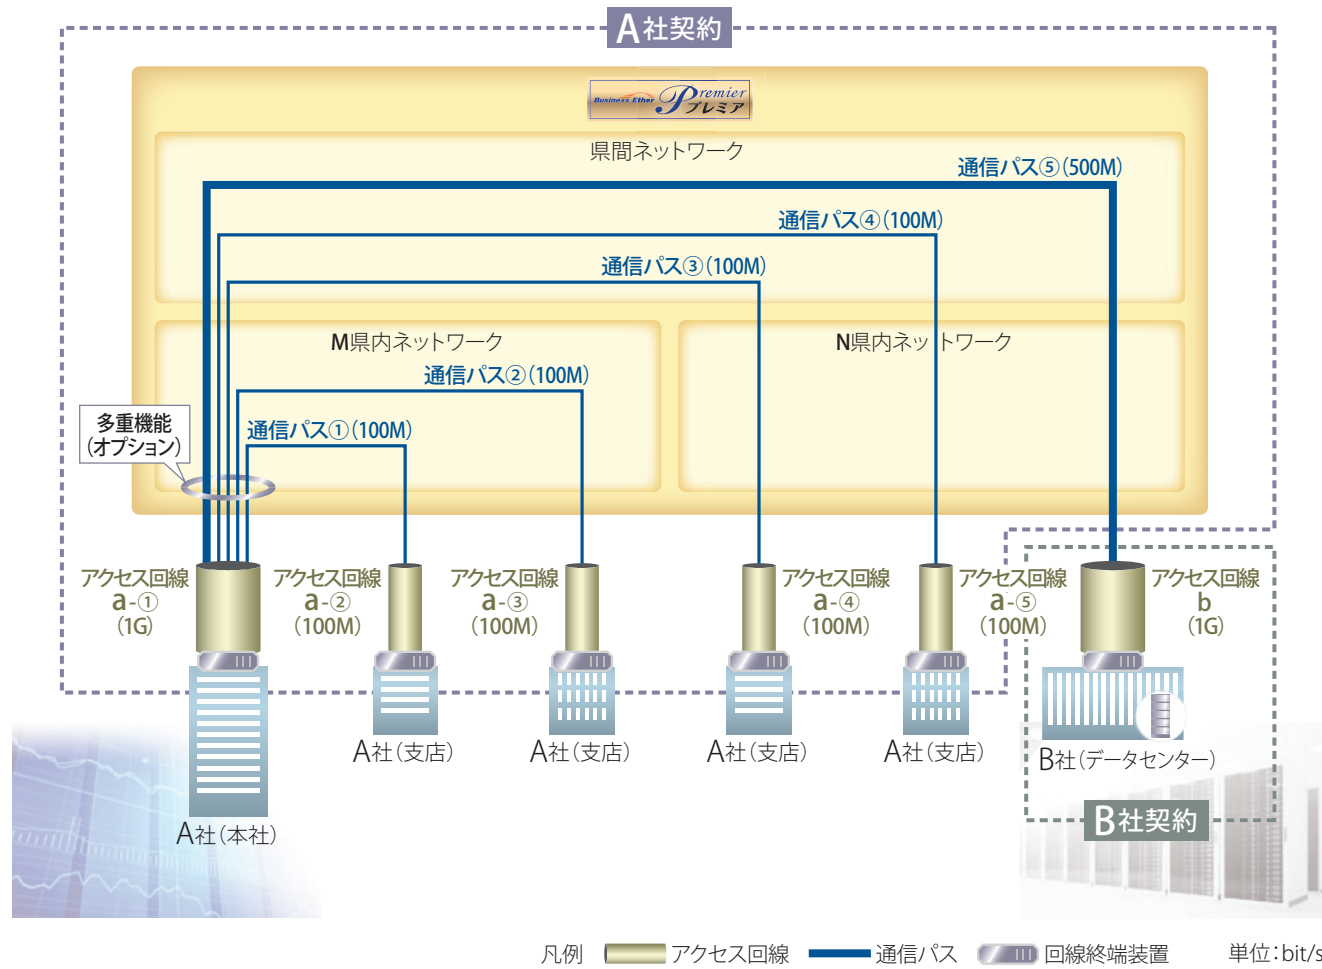 A社契約
Business Ether Premier プレミア
県間ネットワーク
通信パス⑤(500M)
通信パス④(100M)
通信パス③(100M)
M県内ネットワーク
N県内ネットワーク
通信パス②(100M)
多重機能
(オプション)
通信パス①(100M)
アクセス回線
a-①
(1G)
アクセス回線
a-②
(100M)
アクセス回線
a-③
(100M)
アクセス回線
a-④
(100M)
アクセス回線
a-⑤
(100M)
アクセス回線
b
(1G)
A社(支店)
A社(支店)
A社(支店)
A社(支店)
B社(データセンター)
A社(本社)
B社契約
凡例 アクセス回線 通信パス 回線終端装置 単位：bit/s